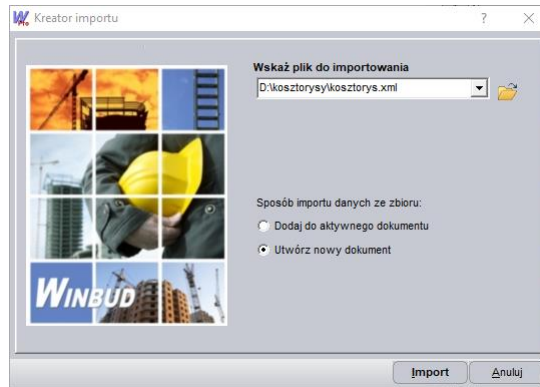 Kreator importu
Wskaż plik do importowania
D:\kosztorysy\kosztorys.xml
Sposób importu danych ze zbioru:
Dodaj do aktywnego dokumentu
Utwórz nowy dokument
WINBUD
Import
Anuluj